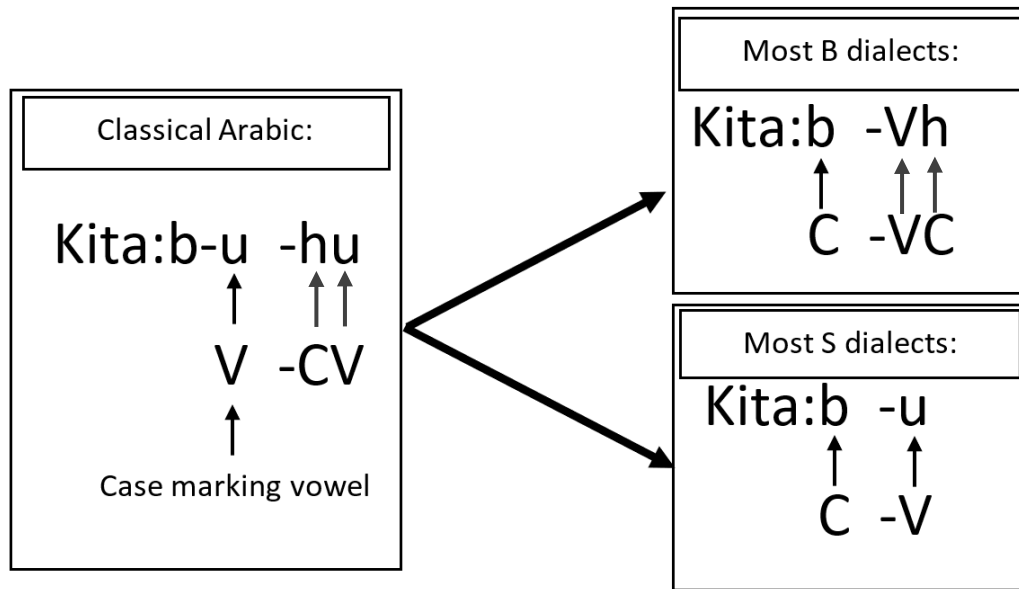 Classical Arabic:
Kita:b-u -hu
V -CV
Case marking vowel
Most B dialects:
Kita:b -Vh
C -VC
Most S dialects:
Kita:b -u
C -V